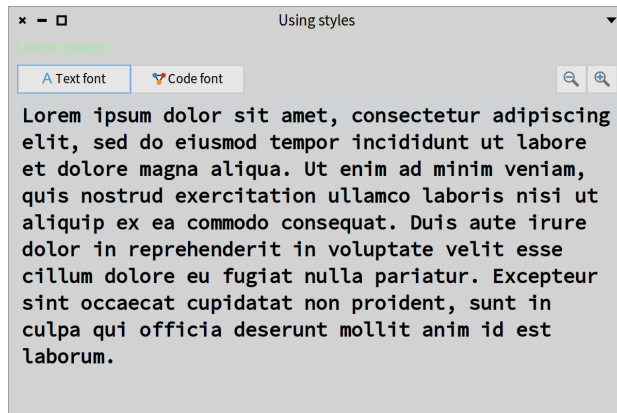 Using styles
Lorem ipsum
Text font Code font
Lorem ipsum dolor sit amet, consectetur adipiscing
elit, sed do eiusmod tempor incididunt ut labore
et dolore magna aliqua. Ut enim ad minim veniam,
quis nostrud exercitation ullamco laboris nisi ut
aliquip ex ea commodo consequat. Duis aute irure
dolor in reprehenderit in voluptate velit esse
cillum dolore eu fugiat nulla pariatur. Excepteur
sint occaecat cupidatat non proident, sunt in
culpa qui officia deserunt mollit anim id est
laborum.